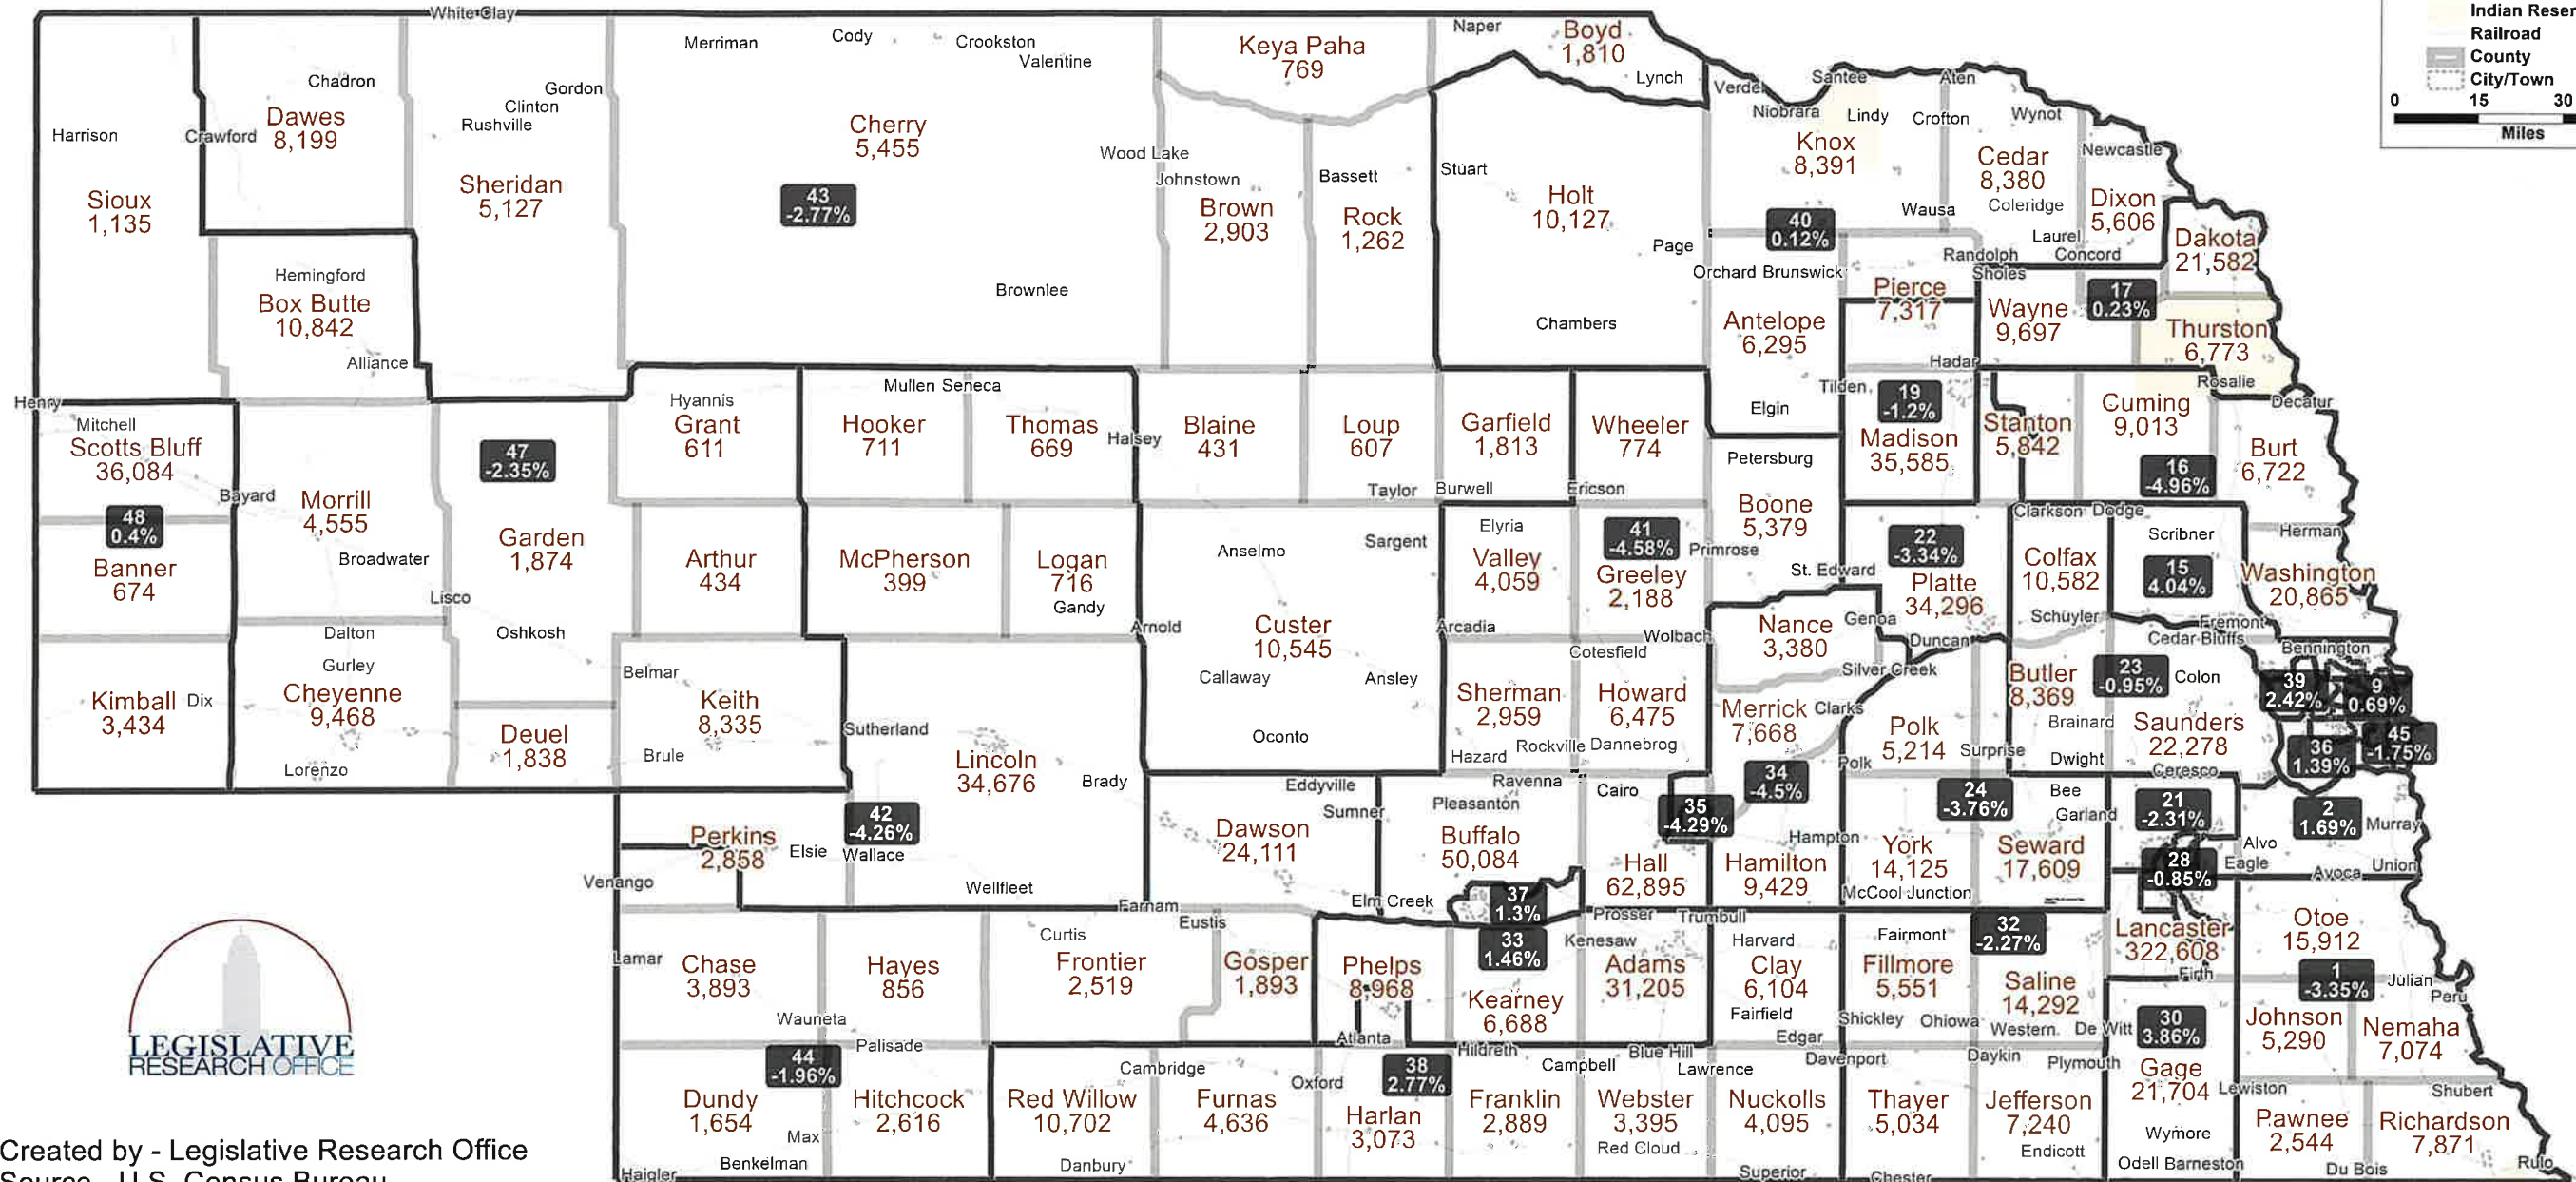 White Clay
Naper
Boyd
1,810
Indian Reser
Railroad
County
City/Town
0 15 30
Miles
Merriman
Cody
Crookston
Valentine
Keya Paha
769
Lynch
Verdel
Santee
Aten
Chadron
Gordon
Clinton
Rushville
Dawes
8,199
Harrison
Crawford
Cherry
5,455
Niobrara
Lindy
Crofton
Wynot
Knox
8,391
Cedar
8,380
Newcastle
Sioux
1,135
Sheridan
5,127
43
-2.77%
Wood Lake
Johnstown
Bassett
Stuart
Brown
2,903
Rock
1,262
Holt
10,127
Wausa
Coleridge
Dixon
5,606
40
0.12%
Page
Laurel
Concord
Dakota
21,582
Randolph
Sholes
Orchard Brunswick
Hemingford
Box Butte
10,842
Brownlee
Chambers
Pierce
7,317
Wayne
9,697
17
0.23%
Antelope
6,295
Thurston
6,773
Alliance
Hadar
Rosalie
Henry
Mitchell
Scotts Bluff
36,084
Hyannis
Grant
611
Mullen Seneca
Hooker
711
Thomas
669
Halsey
Blaine
431
Loup
607
Garfield
1,813
Wheeler
774
Elgin
Tilden
19
-1.2%
Madison
35,585
Stanton
5,842
Cuming
9,013
Decatur
Burt
6,722
47
-2.35%
Petersburg
16
-4.96%
Bayard
Morrill
4,555
Taylor
Burwell
Ericson
Boone
5,379
48
0.4%
Garden
1,874
Clarkson Dodge
Scribner
Herman
Elyria
Valley
4,059
41
-4.58%
Primrose
22
-3.34%
Banner
674
Broadwater
Arthur
434
McPherson
399
Logan
716
Gandy
Anselmo
Sargent
Greeley
2,188
St. Edward
Platte
34,296
Colfax
10,582
15
4.04%
Washington
20,865
Lisco
Dalton
Oshkosh
Arnold
Custer
10,545
Arcadia
Wolbach
Nance
3,380
Genoa
Duncan
Schuyler
Fremont
Cedar Bluffs
Bennington
Gurley
Cotesfield
Silver Creek
Kimball
3,434
Dix
Cheyenne
9,468
Belmar
Keith
8,335
Callaway
Ansley
Sherman
2,959
Howard
6,475
Merrick
7,668
Clarks
Butler
8,369
23
-0.95%
Colon
39
2.42%
9
0.69%
Deuel
1,838
Sutherland
Polk
5,214
Brainard
Saunders
22,278
45
-1.75%
36
1.39%
Lorenzo
Brule
Lincoln
34,676
Brady
Oconto
Hazard
Rockville
Dannebrog
Polk
Surprise
Dwight
Ceresco
Eddyville
Ravenna
Cairo
34
-4.5%
42
-4.26%
Sumner
Pleasanton
35
-4.29%
24
-3.76%
Bee
Garland
21
-2.31%
2
1.69%
Murray
Perkins
2,858
Elsie
Wallace
Dawson
24,111
Buffalo
50,084
Hall
62,895
Hampton
Hamilton
9,429
York
14,125
Seward
17,609
Alvo
Eagle
28
-0.85%
Avoca
Union
Venango
Wellfleet
McCool Junction
Farnam
Elm Creek
37
1.3%
Prosser
Trumbull
Eustis
Lamar
Chase
3,893
Hayes
856
Curtis
Frontier
2,519
Gosper
1,893
Phelps
8,968
33
1.46%
Kenesaw
Adams
31,205
Harvard
Clay
6,104
Fairfield
Fairmont
Fillmore
5,551
32
-2.27%
Saline
14,292
Lancaster
322,608
Firth
Otoe
15,912
Kearney
6,688
1
-3.35%
Julian
Peru
Wauneta
Atlanta
Shickley
Ohiowa
Western
De Witt
30
3.86%
Johnson
5,290
Nemaha
7,074
LEGISLATIVE
RESEARCH OFFICE
Palisade
Hildreth
Blue Hill
Edgar
Davenport
Daykin
Plymouth
44
-1.96%
Cambridge
Oxford
38
2.77%
Campbell
Lawrence
Gage
21,704
Lewiston
Shubert
Dundy
1,654
Hitchcock
2,616
Red Willow
10,702
Furnas
4,636
Harlan
3,073
Franklin
2,889
Webster
3,395
Nuckolls
4,095
Thayer
5,034
Jefferson
7,240
Pawnee
2,544
Richardson
7,871
Max
Red Cloud
Endicott
Wymore
Created by - Legislative Research Office
Haigler
Benkelman
Danbury
Superior
Chester
Odell Barneston
Du Bois
Rulo
Source - U.S. Census Bureau